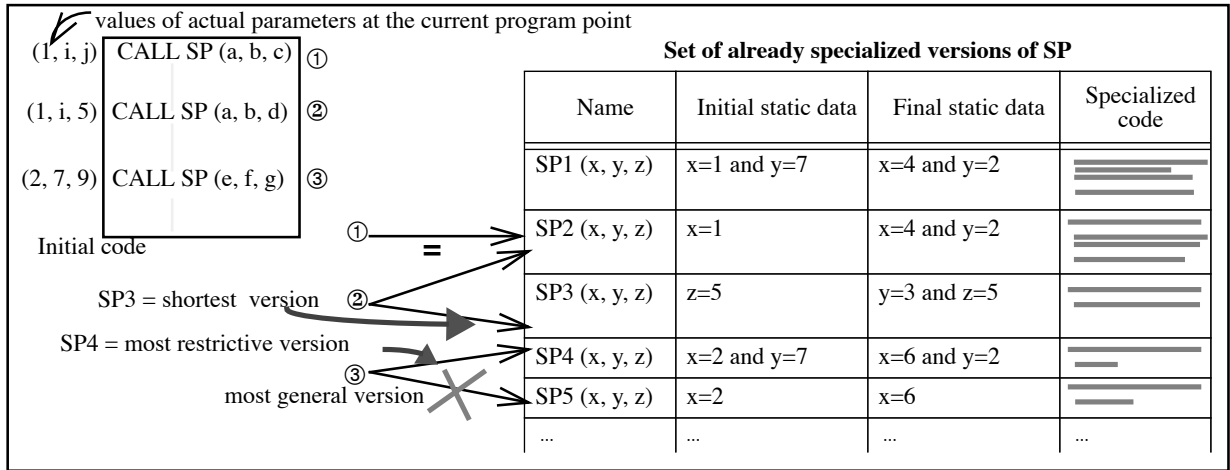 values of actual parameters at the current program point
(1, i, j) CALL SP (a, b, c) ①
(1, i, 5) CALL SP (a, b, d) ②
(2, 7, 9) CALL SP (e, f, g) ③
Initial code
① =
SP3 = shortest version ②
SP4 = most restrictive version
③
most general version
Set of already specialized versions of SP
Name Initial static data Final static data Specialized code
SP1 (x, y, z) x=1 and y=7 x=4 and y=2
SP2 (x, y, z) x=1 x=4 and y=2
SP3 (x, y, z) z=5 y=3 and z=5
SP4 (x, y, z) x=2 and y=7 x=6 and y=2
SP5 (x, y, z) x=2 x=6
... ... ... ...